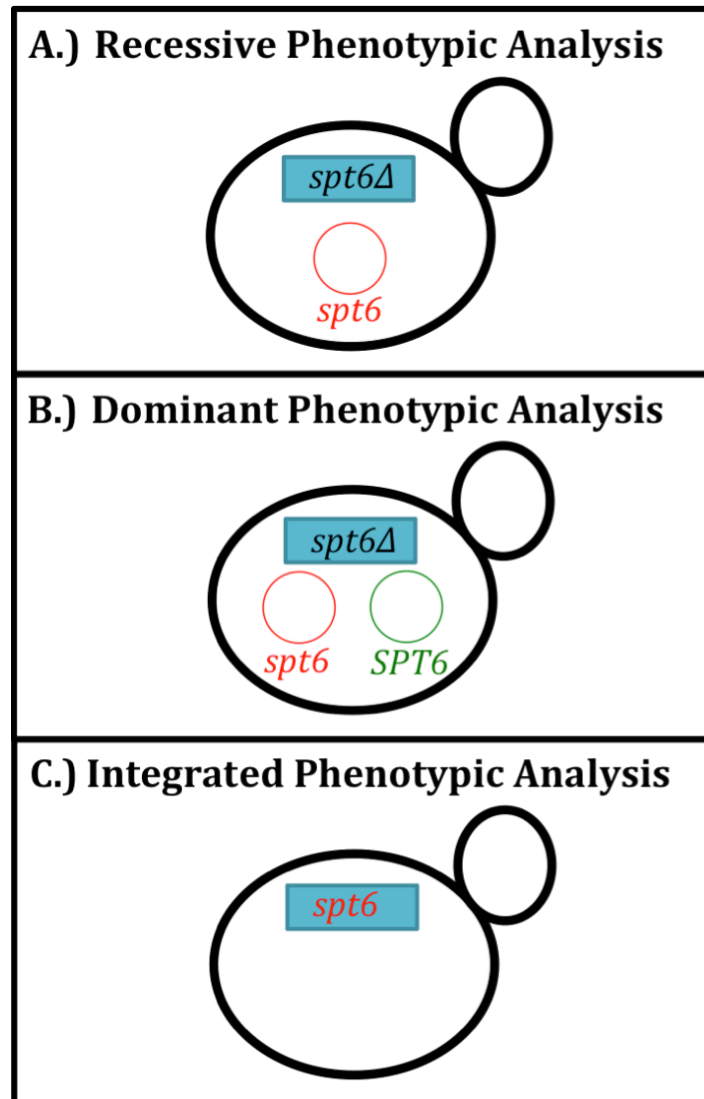 A.) Recessive Phenotypic Analysis
spt6Δ
spt6
B.) Dominant Phenotypic Analysis
spt6Δ
spt6 SPT6
C.) Integrated Phenotypic Analysis
spt6